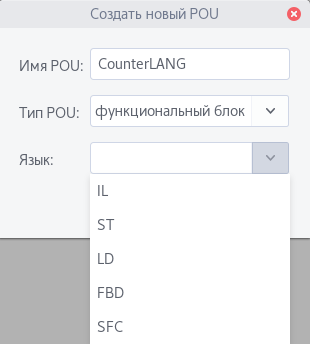 Создать новый POU
Имя POU: CounterLANG
Тип POU: функциональный блок
Язык:
IL
ST
LD
FBD
SFC